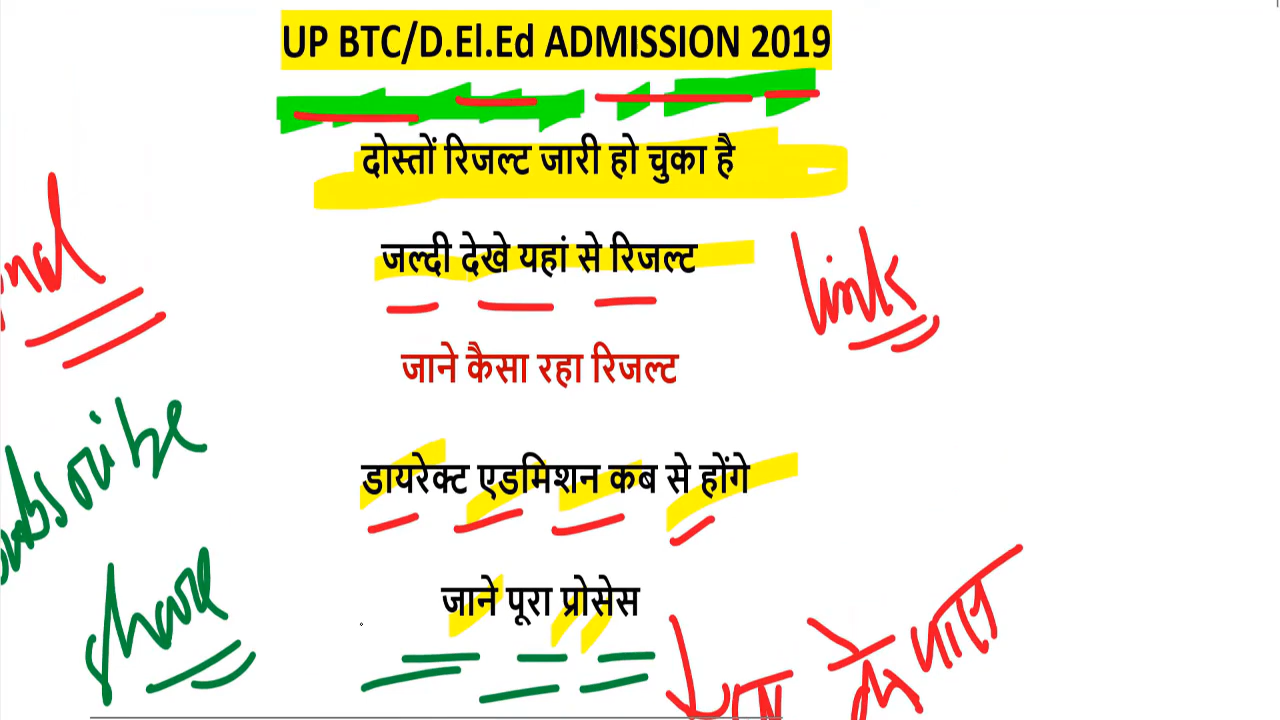 UP BTC/D.El.Ed ADMISSION 2019
दोस्तों रिजल्ट जारी हो चुका है
जल्दी देखे यहां से रिजल्ट
links
जाने कैसा रहा रिजल्ट
डायरेक्ट एडमिशन कब से होंगे
जाने पूरा प्रोसेस
share